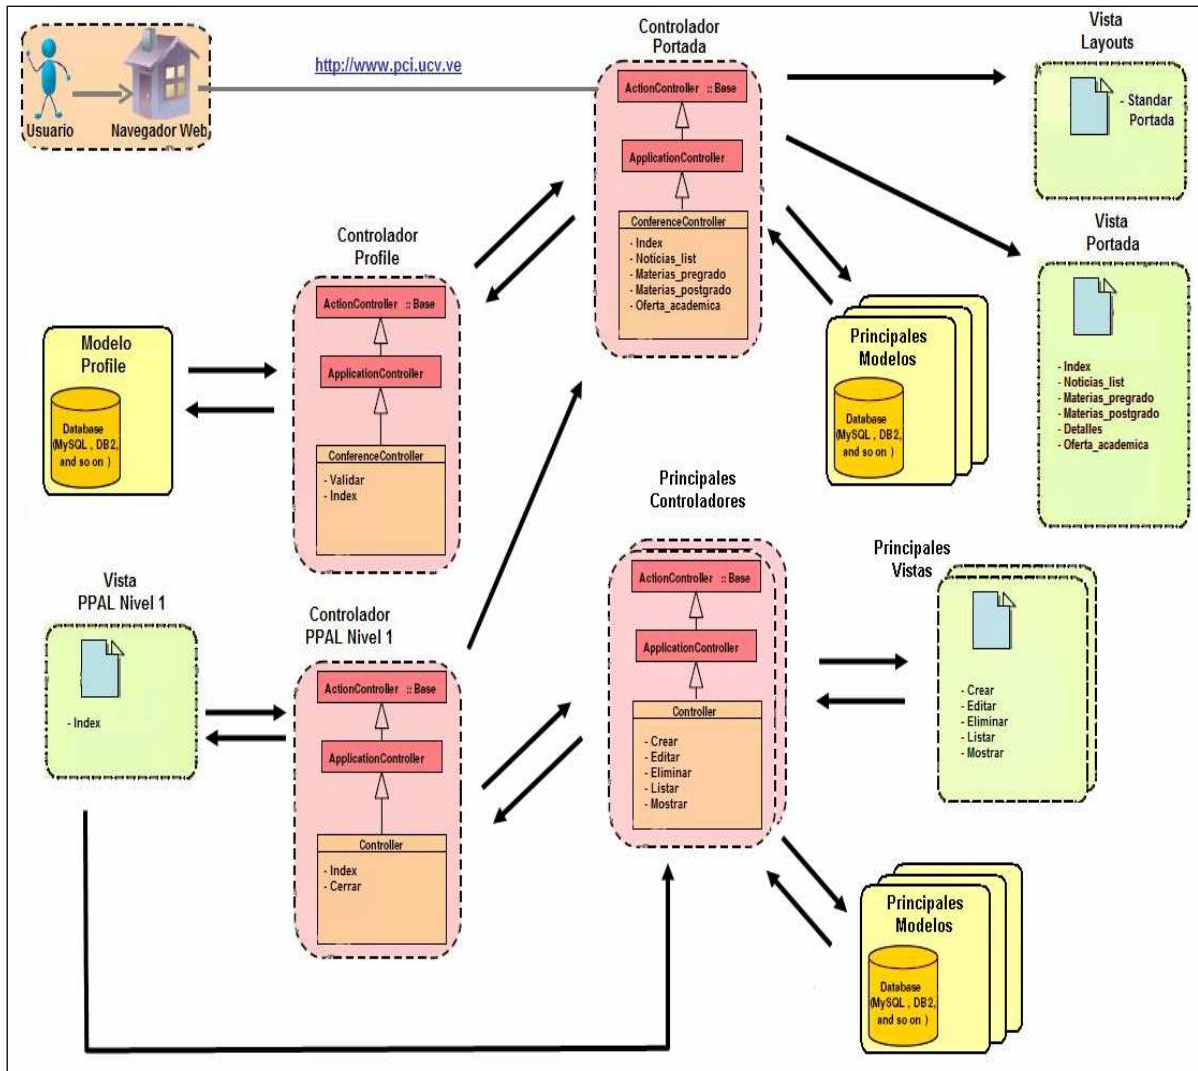 Usuario
Navegador Web
http://www.pci.ucv.ve
Controlador
Portada
ActionController :: Base
ApplicationController
ConferenceController
- Index
- Noticias_list
- Materias_pregrado
- Materias_postgrado
- Oferta_academica
Vista
Layouts
- Standar
Portada
Vista
Portada
- Index
- Noticias_list
- Materias_pregrado
- Materias_postgrado
- Detalles
- Oferta_academica
Controlador
Profile
ActionController :: Base
ApplicationController
ConferenceController
- Validar
- Index
Modelo
Profile
Database
(MySQL , DB2,
and so on )
Principales
Modelos
Database
(MySQL , DB2,
and so on )
Principales
Controladores
ActionController :: Base
ApplicationController
Controller
- Crear
- Editar
- Eliminar
- Listar
- Mostrar
Principales
Vistas
- Crear
- Editar
- Eliminar
- Listar
- Mostrar
Vista
PPAL Nivel 1
- Index
Controlador
PPAL Nivel 1
ActionController :: Base
ApplicationController
Controller
- Index
- Cerrar
Principales
Modelos
Database
(MySQL , DB2,
and so on )